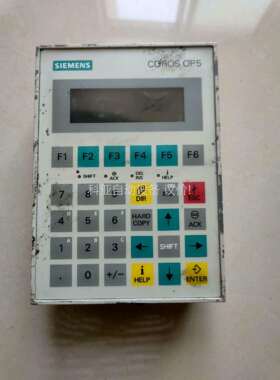 SIEMENS COROS OP5
F1 F2 F3 F4 F5 F6
SHIFT ACK INS HELP
7 8 9 DIR ESC
4 5 6 HARD COPY ACK
A B C
1 2 3 SHIFT
. 0 +/- HELP ENTER